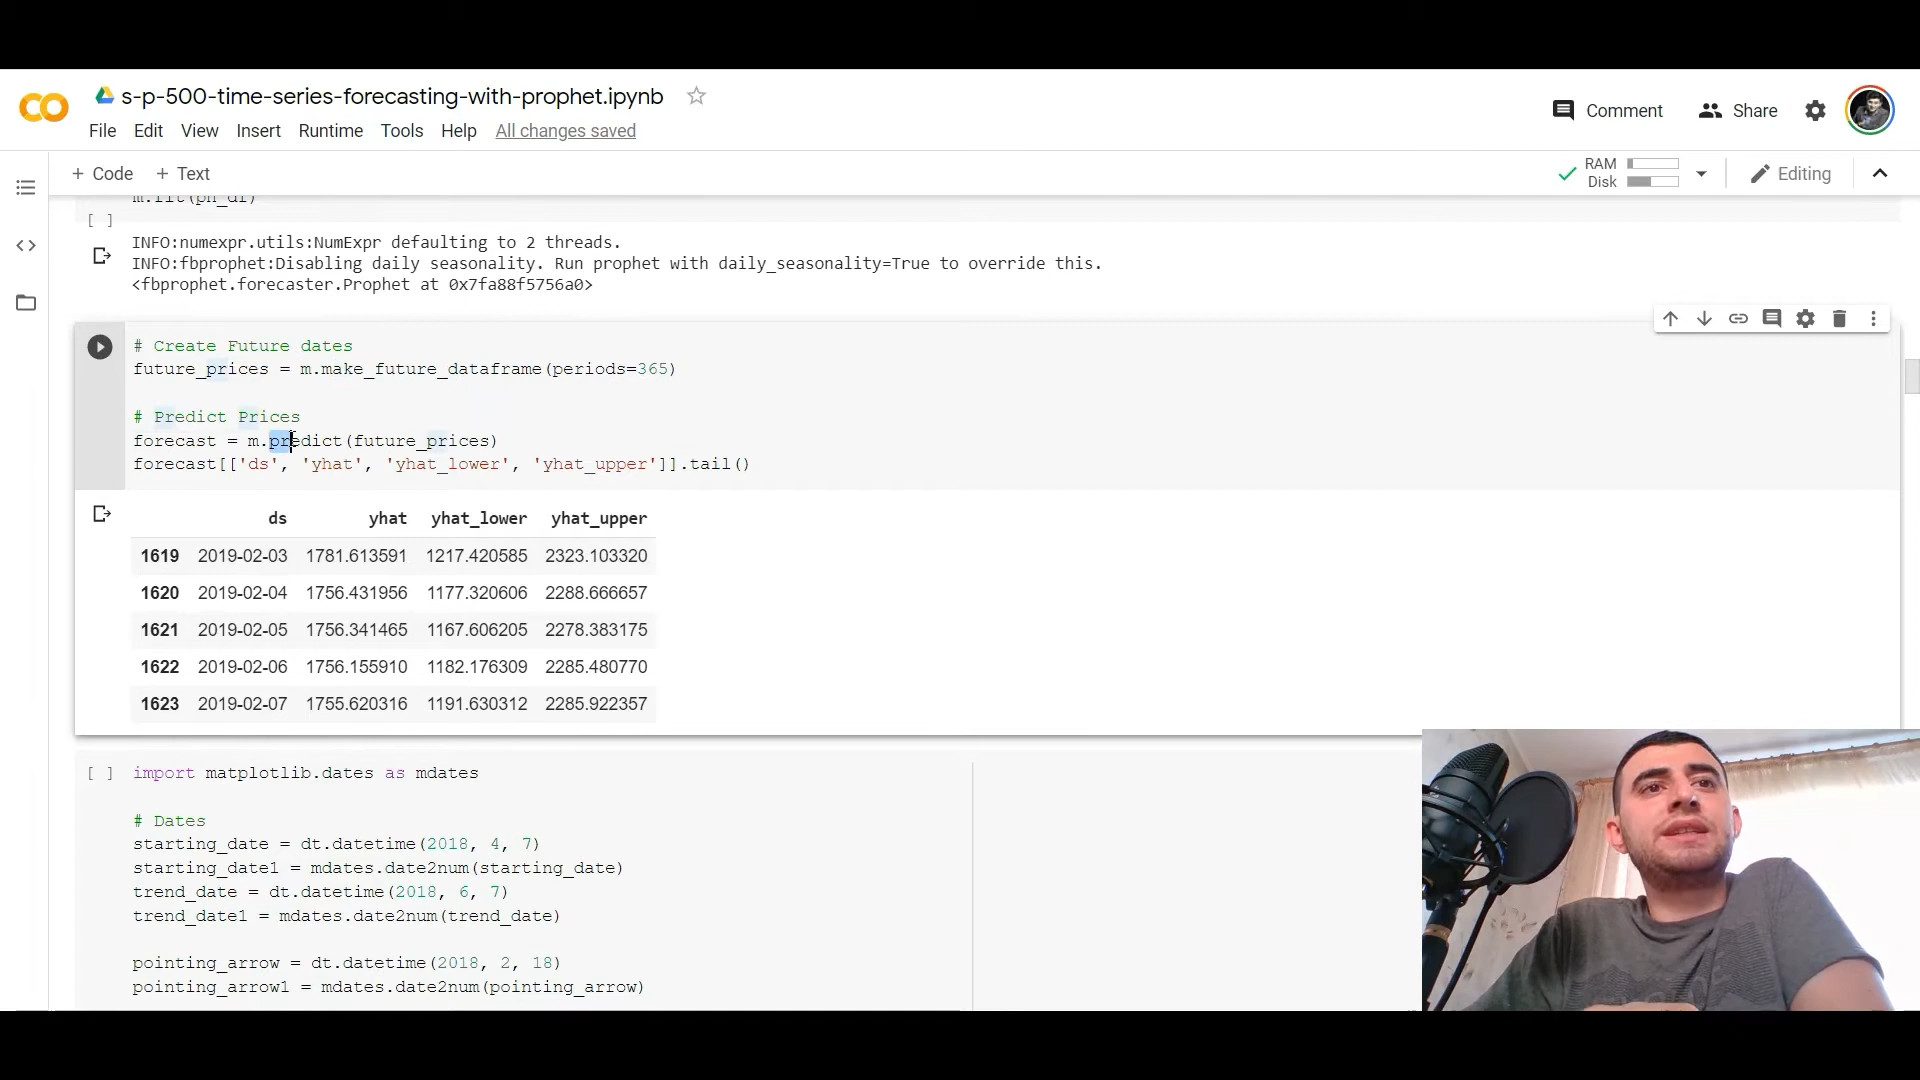 s-p-500-time-series-forecasting-with-prophet.ipynb
Comment
Share
File Edit View Insert Runtime Tools Help All changes saved
+ Code + Text
RAM
Disk
Editing
m.fit(ph_df)
[ ]
INFO:numexpr.utils:NumExpr defaulting to 2 threads.
INFO:fbprophet:Disabling daily seasonality. Run prophet with daily_seasonality=True to override this.
<fbprophet.forecaster.Prophet at 0x7fa88f5756a0>
# Create Future dates
future_prices = m.make_future_dataframe(periods=365)
# Predict Prices
forecast = m.predict(future_prices)
forecast[['ds', 'yhat', 'yhat_lower', 'yhat_upper']].tail()
ds yhat yhat_lower yhat_upper
1619 2019-02-03 1781.613591 1217.420585 2323.103320
1620 2019-02-04 1756.431956 1177.320606 2288.666657
1621 2019-02-05 1756.341465 1167.606205 2278.383175
1622 2019-02-06 1756.155910 1182.176309 2285.480770
1623 2019-02-07 1755.620316 1191.630312 2285.922357
[ ] import matplotlib.dates as mdates
# Dates
starting_date = dt.datetime(2018, 4, 7)
starting_date1 = mdates.date2num(starting_date)
trend_date = dt.datetime(2018, 6, 7)
trend_date1 = mdates.date2num(trend_date)
pointing_arrow = dt.datetime(2018, 2, 18)
pointing_arrow1 = mdates.date2num(pointing_arrow)